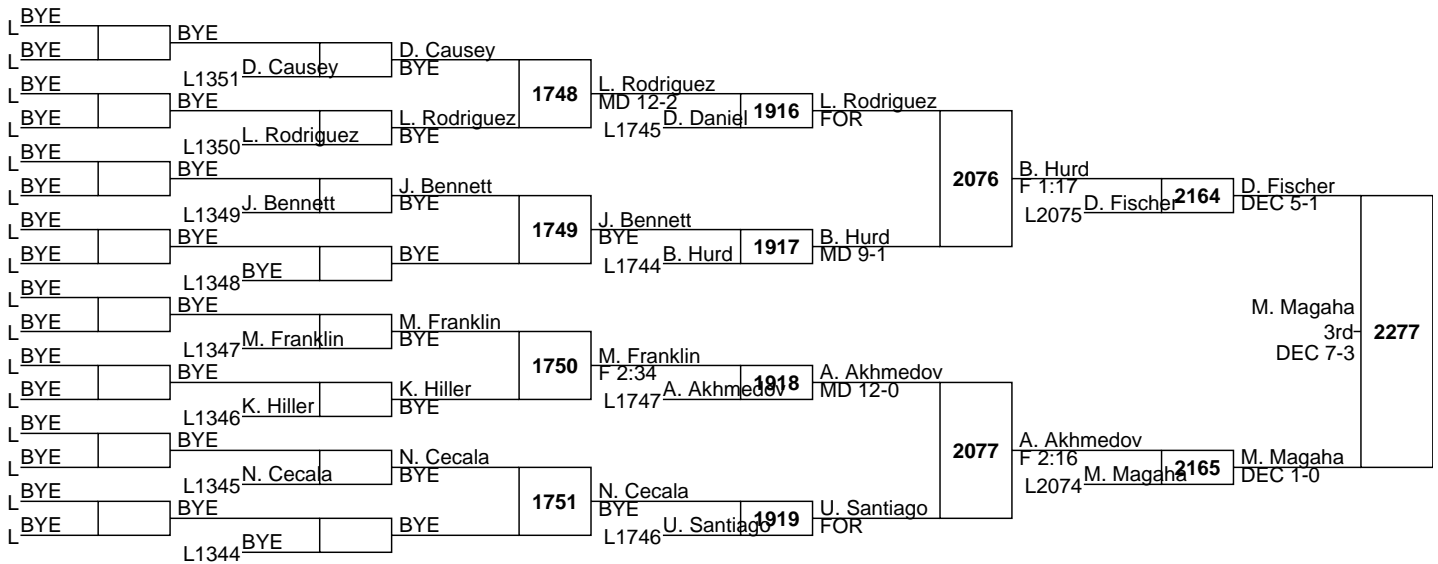 BYE
L
BYE
L
BYE
L1351 D. Causey
D. Causey
BYE
BYE
L
BYE
L
BYE
L1350 L. Rodriguez
L. Rodriguez
BYE
1748
L. Rodriguez
MD 12-2
L1745 D. Daniel
1916
L. Rodriguez
FOR
BYE
L
BYE
L
BYE
L1349 J. Bennett
J. Bennett
BYE
BYE
L
BYE
L
BYE
L1348 BYE
BYE
1749
J. Bennett
BYE
L1744 B. Hurd
1917
B. Hurd
MD 9-1
2076
B. Hurd
F 1:17
L2075 D. Fischer
2164
D. Fischer
DEC 5-1
BYE
L
BYE
L
BYE
L1347 M. Franklin
M. Franklin
BYE
BYE
L
BYE
L
BYE
L1346 K. Hiller
K. Hiller
BYE
1750
M. Franklin
F 2:34
L1747 A. Akhmedov
1918
A. Akhmedov
MD 12-0
BYE
L
BYE
L
BYE
L1345 N. Cecala
N. Cecala
BYE
BYE
L
BYE
L
BYE
L1344 BYE
BYE
1751
N. Cecala
BYE
L1746 U. Santiago
1919
U. Santiago
FOR
2077
A. Akhmedov
F 2:16
L2074 M. Magaha
2165
M. Magaha
DEC 1-0
M. Magaha
3rd
DEC 7-3
2277